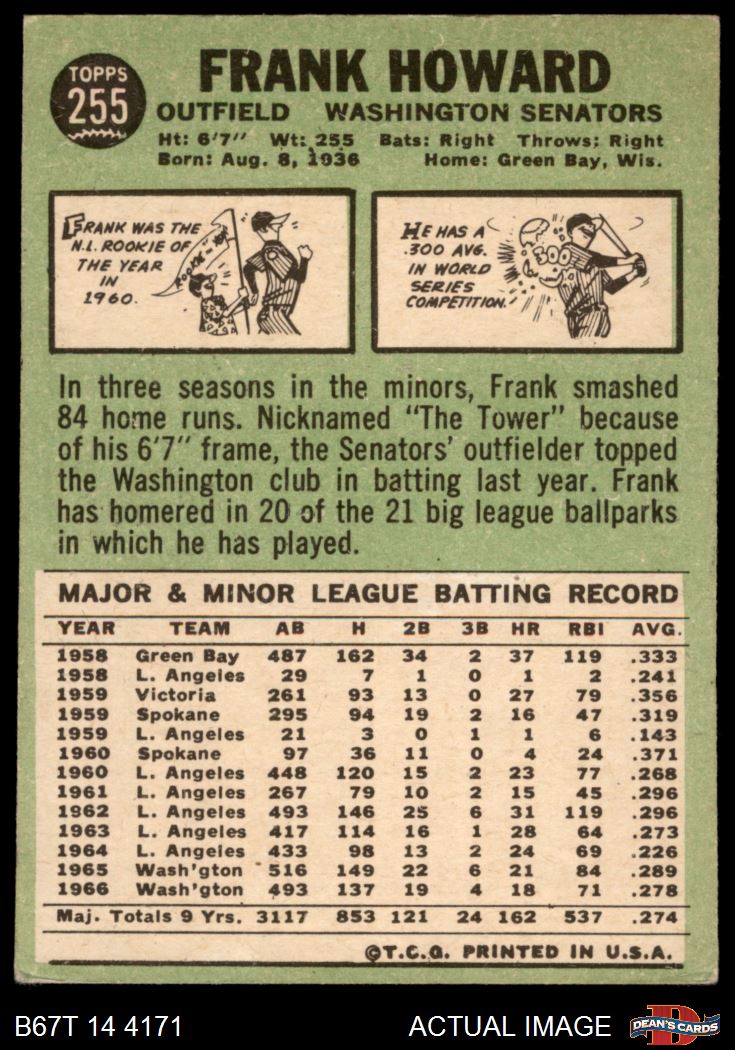 TOPPS
255
FRANK HOWARD
OUTFIELD WASHINGTON SENATORS
Ht: 6'7" Wt: 255 Bats: Right Throws: Right
Born: Aug. 8, 1936 Home: Green Bay, Wis.
FRANK WAS THE
N.L. ROOKIE OF
THE YEAR
IN
1960.
HE HAS A
.300 AVG.
IN WORLD
SERIES
COMPETITION.
300
In three seasons in the minors, Frank smashed
84 home runs. Nicknamed "The Tower" because
of his 6'7" frame, the Senators' outfielder topped
the Washington club in batting last year. Frank
has homered in 20 of the 21 big league ballparks
in which he has played.
MAJOR & MINOR LEAGUE BATTING RECORD
YEAR TEAM AB H 2B 3B HR RBI AVG.
1958 Green Bay 487 162 34 2 37 119 .333
1958 L. Angeles 29 7 1 0 1 2 .241
1959 Victoria 261 93 13 0 27 79 .356
1959 Spokane 295 94 19 2 16 47 .319
1959 L. Angeles 21 3 0 1 1 6 .143
1960 Spokane 97 36 11 0 4 24 .371
1960 L. Angeles 448 120 15 2 23 77 .268
1961 L. Angeles 267 79 10 2 15 45 .296
1962 L. Angeles 493 146 25 6 31 119 .296
1963 L. Angeles 417 114 16 1 28 64 .273
1964 L. Angeles 433 98 13 2 24 69 .226
1965 Wash'gton 516 149 22 6 21 84 .289
1966 Wash'gton 493 137 19 4 18 71 .278
Maj. Totals 9 Yrs. 3117 853 121 24 162 537 .274
©T.C.G. PRINTED IN U.S.A.
B67T 14 4171 ACTUAL IMAGE
DEAN'S CARDS